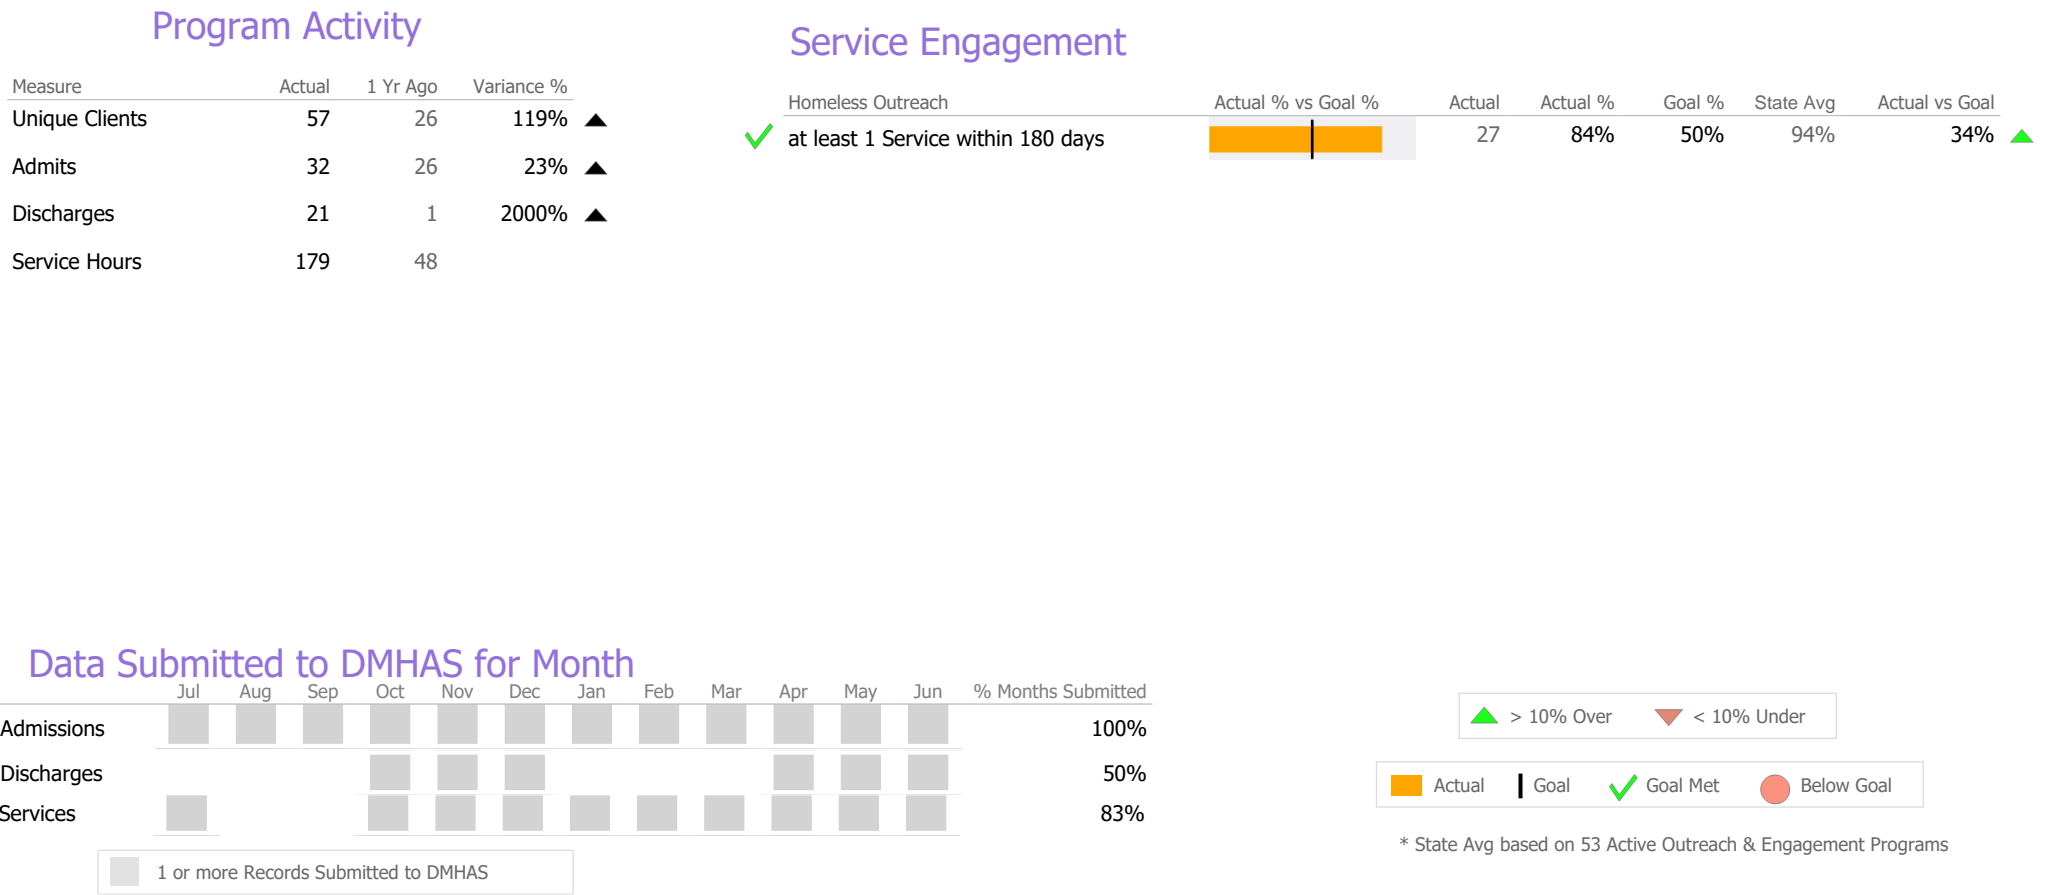 Program Activity
Measure Actual 1 Yr Ago Variance %
Unique Clients 57 26 119%
Admits 32 26 23%
Discharges 21 1 2000%
Service Hours 179 48
Service Engagement
Homeless Outreach Actual % vs Goal % Actual Actual % Goal % State Avg Actual vs Goal
at least 1 Service within 180 days 27 84% 50% 94% 34%
Data Submitted to DMHAS for Month
Jul Aug Sep Oct Nov Dec Jan Feb Mar Apr May Jun % Months Submitted
Admissions 100%
Discharges 50%
Services 83%
1 or more Records Submitted to DMHAS
> 10% Over < 10% Under
Actual Goal Goal Met Below Goal
* State Avg based on 53 Active Outreach & Engagement Programs